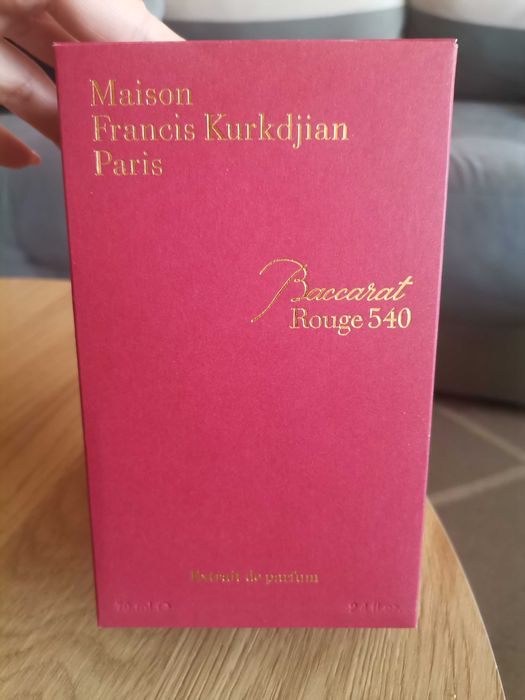 Maison
Francis Kurkdjian
Paris
Baccarat
Rouge 540
Extrait de parfum
70 ml ℮ 2.4 fl.oz.